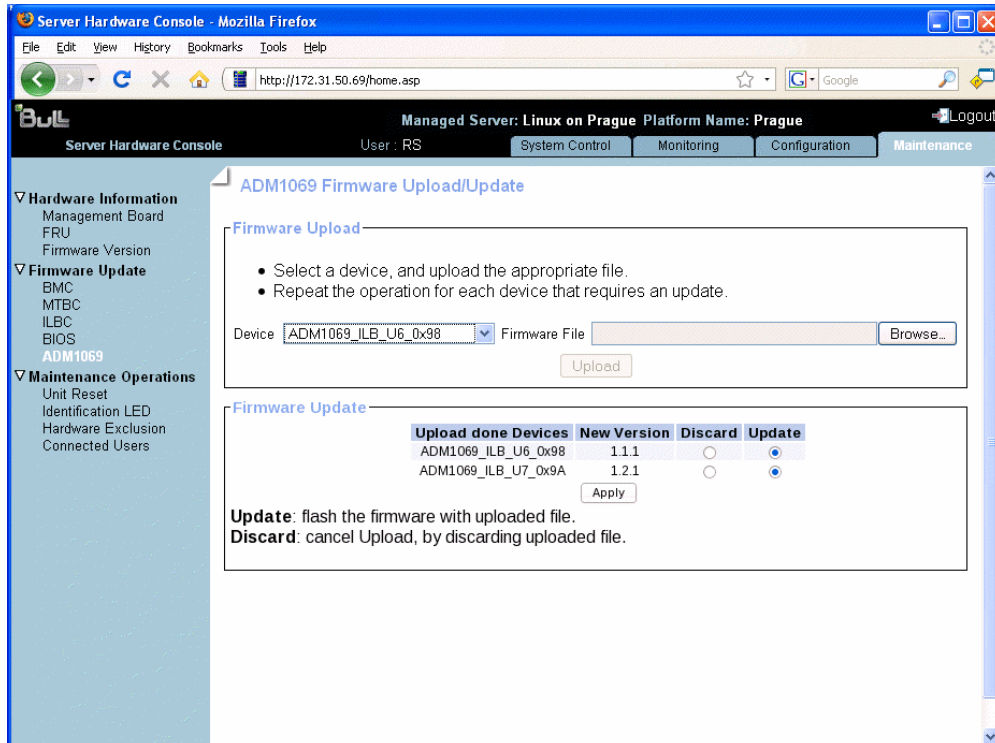 Server Hardware Console - Mozilla Firefox
File Edit View History Bookmarks Tools Help
http://172.31.50.69/home.asp
G Google
Bull
Managed Server: Linux on Prague Platform Name: Prague
Logout
Server Hardware Console
User : RS
System Control
Monitoring
Configuration
Maintenance
Hardware Information
Management Board
FRU
Firmware Version
Firmware Update
BMC
MTBC
ILBC
BIOS
ADM1069
Maintenance Operations
Unit Reset
Identification LED
Hardware Exclusion
Connected Users
ADM1069 Firmware Upload/Update
Firmware Upload
• Select a device, and upload the appropriate file.
• Repeat the operation for each device that requires an update.
Device ADM1069_ILB_U6_0x98 Firmware File Browse...
Upload
Firmware Update
Upload done Devices New Version Discard Update
ADM1069_ILB_U6_0x98 1.1.1
ADM1069_ILB_U7_0x9A 1.2.1
Apply
Update: flash the firmware with uploaded file.
Discard: cancel Upload, by discarding uploaded file.